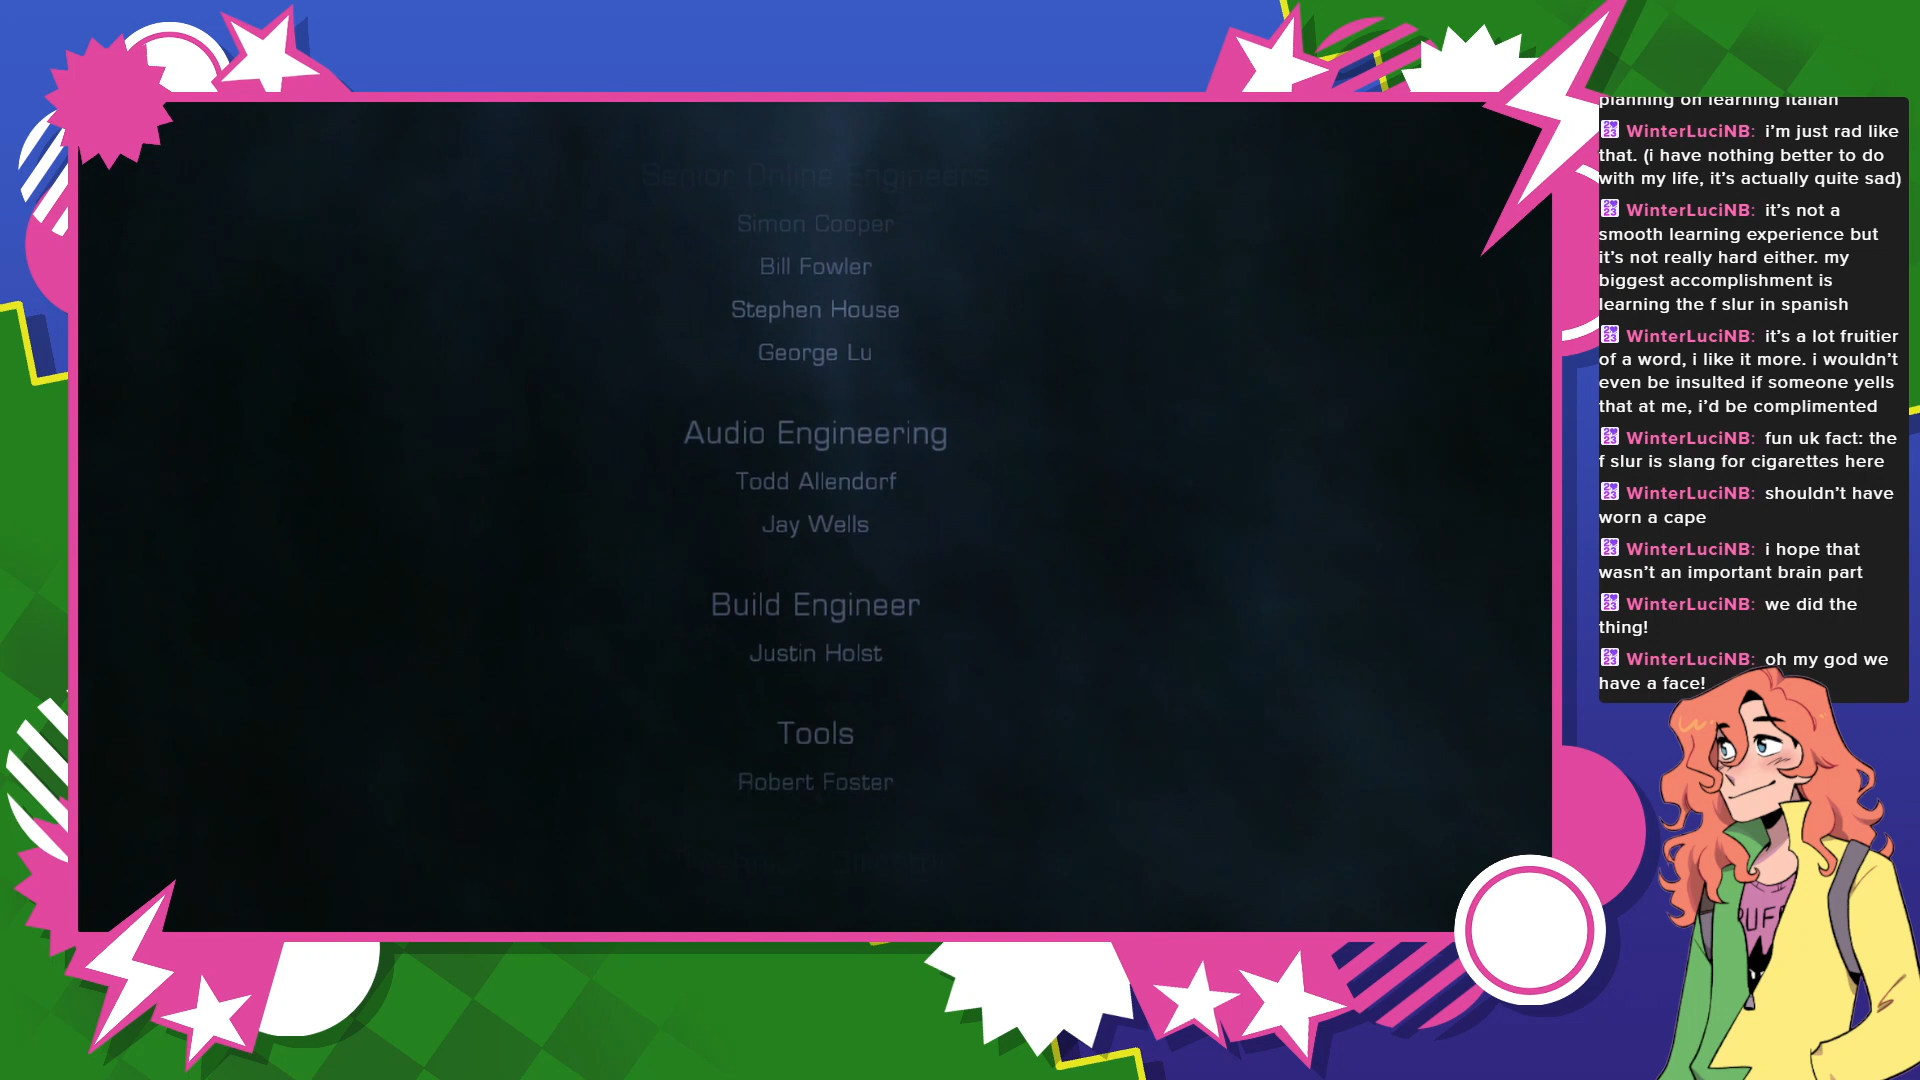 Senior Online Engineers
Simon Cooper
Bill Fowler
Stephen House
George Lu
Audio Engineering
Todd Allendorf
Jay Wells
Build Engineer
Justin Holst
Tools
Robert Foster
planning on learning Italian
WinterLuciNB: i’m just rad like
that. (i have nothing better to do
with my life, it’s actually quite sad)
WinterLuciNB: it’s not a
smooth learning experience but
it’s not really hard either. my
biggest accomplishment is
learning the f slur in spanish
WinterLuciNB: it’s a lot fruitier
of a word, i like it more. i wouldn’t
even be insulted if someone yells
that at me, i’d be complimented
WinterLuciNB: fun uk fact: the
f slur is slang for cigarettes here
WinterLuciNB: shouldn’t have
worn a cape
WinterLuciNB: i hope that
wasn’t an important brain part
WinterLuciNB: we did the
thing!
WinterLuciNB: oh my god we
have a face!